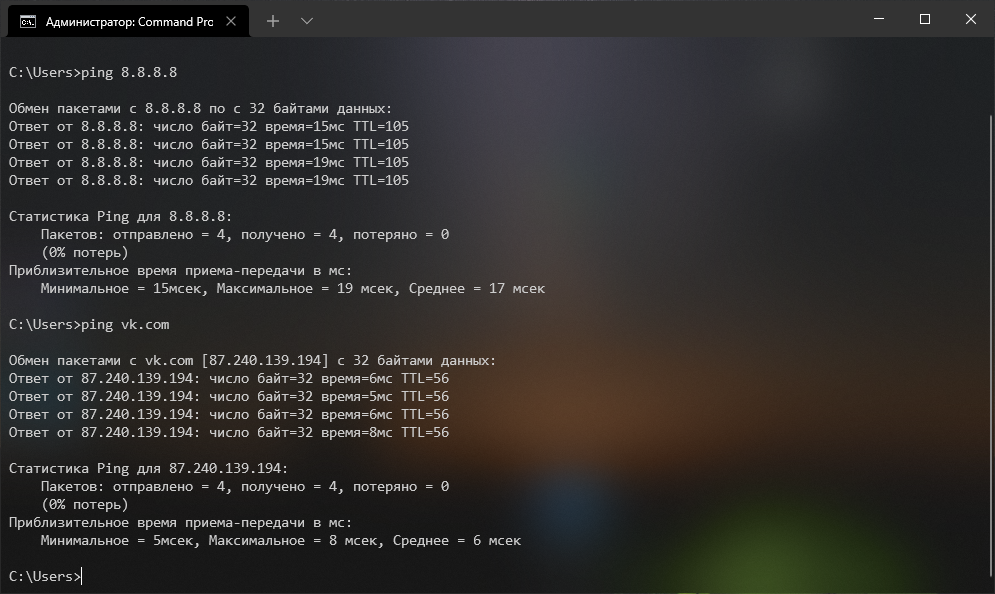 Администратор: Command Pro
C:\Users>ping 8.8.8.8
Обмен пакетами с 8.8.8.8 по с 32 байтами данных:
Ответ от 8.8.8.8: число байт=32 время=15мс TTL=105
Ответ от 8.8.8.8: число байт=32 время=15мс TTL=105
Ответ от 8.8.8.8: число байт=32 время=19мс TTL=105
Ответ от 8.8.8.8: число байт=32 время=19мс TTL=105
Статистика Ping для 8.8.8.8:
Пакетов: отправлено = 4, получено = 4, потеряно = 0
(0% потерь)
Приблизительное время приема-передачи в мс:
Минимальное = 15мсек, Максимальное = 19 мсек, Среднее = 17 мсек
C:\Users>ping vk.com
Обмен пакетами с vk.com [87.240.139.194] с 32 байтами данных:
Ответ от 87.240.139.194: число байт=32 время=6мс TTL=56
Ответ от 87.240.139.194: число байт=32 время=5мс TTL=56
Ответ от 87.240.139.194: число байт=32 время=6мс TTL=56
Ответ от 87.240.139.194: число байт=32 время=8мс TTL=56
Статистика Ping для 87.240.139.194:
Пакетов: отправлено = 4, получено = 4, потеряно = 0
(0% потерь)
Приблизительное время приема-передачи в мс:
Минимальное = 5мсек, Максимальное = 8 мсек, Среднее = 6 мсек
C:\Users>